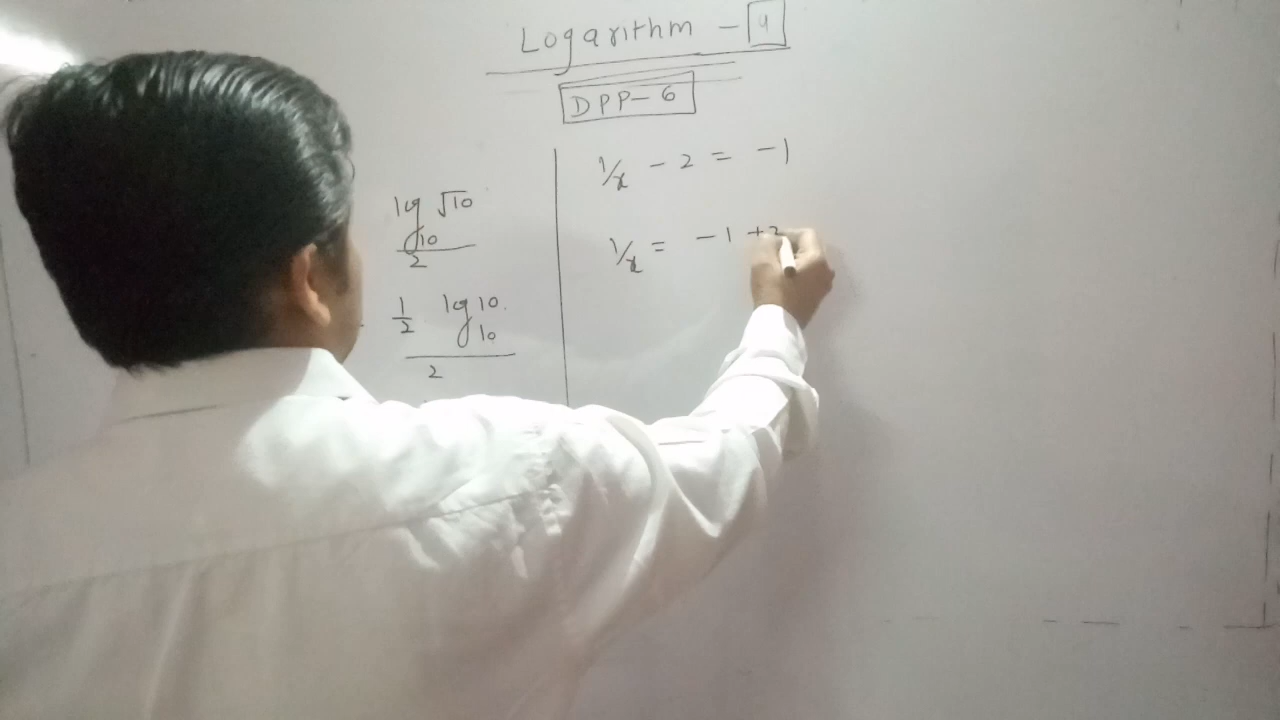 Logarithm - 4
DPP-6
log √10
10
2
1/2 log 10
10
2
1/x - 2 = -1
1/x = -1 + 2